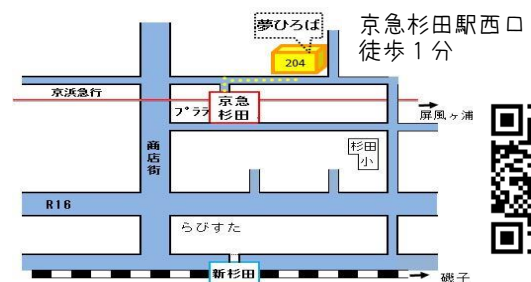 夢ひろば
京急杉田駅西口
徒歩1分
204
京浜急行
プララ
京急
杉田
屏風ヶ浦
商店街
杉田
小
R16
らびすた
新杉田
磯子